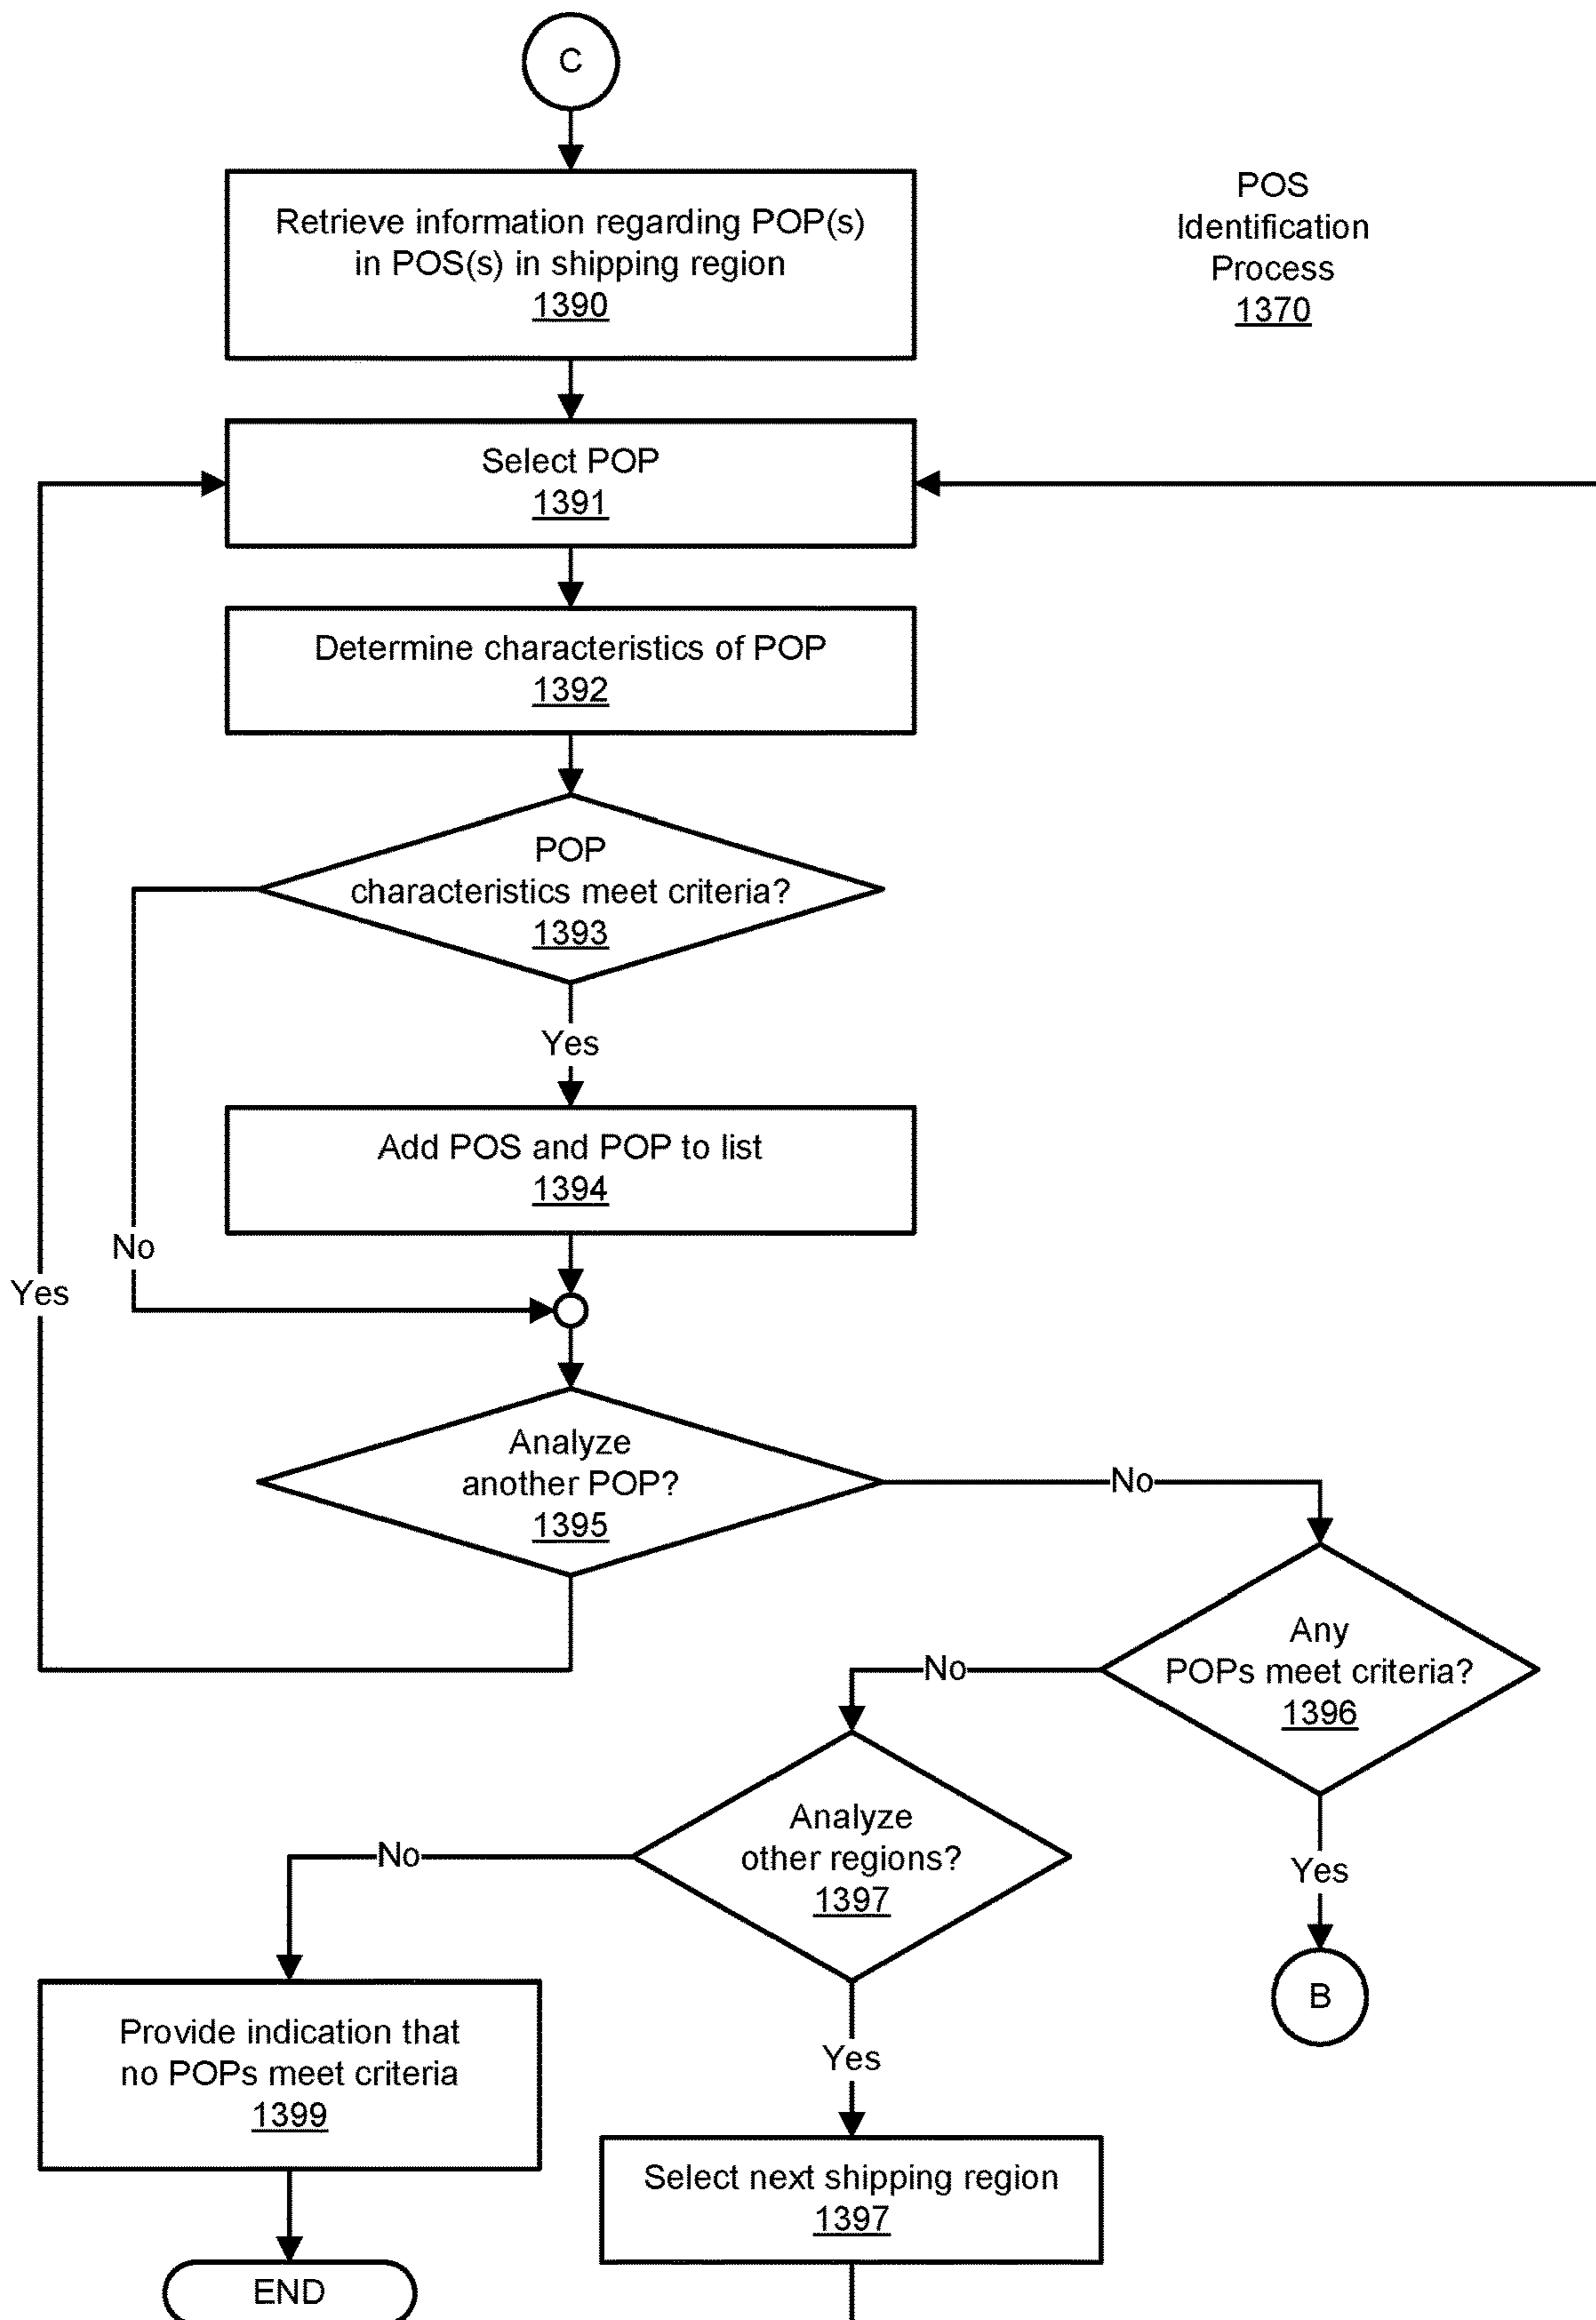 C
Retrieve information regarding POP(s)
in POS(s) in shipping region
1390
POS
Identification
Process
1370
Select POP
1391
Determine characteristics of POP
1392
POP
characteristics meet criteria?
1393
Yes
Add POS and POP to list
1394
No
Yes
Analyze
another POP?
1395
No
Any
POPs meet criteria?
1396
No
Analyze
other regions?
1397
No
Yes
B
Provide indication that
no POPs meet criteria
1399
Yes
Select next shipping region
1397
END